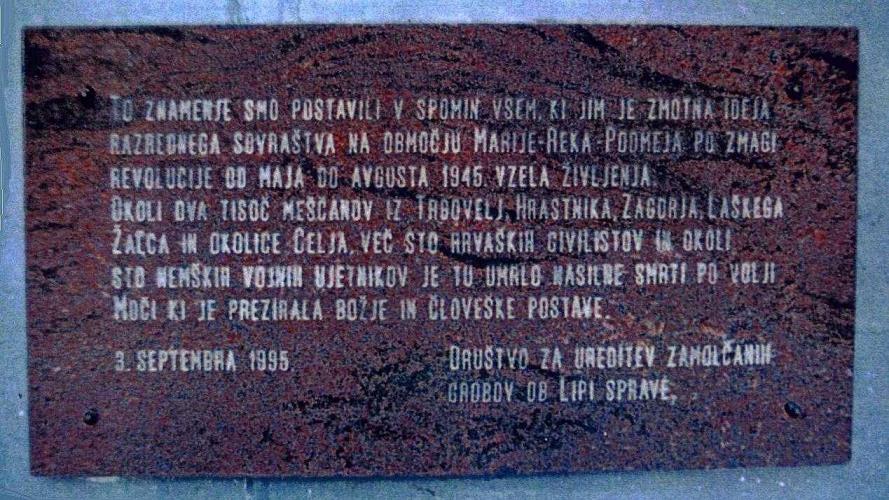 To znamenje smo postavili v spomin vsem, ki jim je zmotna ideja
razrednega sovraštva na območju Marije-Reka-Podmeja po zmagi
revolucije od maja do avgusta 1945 vzela življenja.
Okoli dva tisoč meščanov iz Trbovelj, Hrastnika, Zagorja, Laškega
Žalca in okolice Celja, več sto hrvaških civilistov in okoli
sto nemških vojnih ujetnikov je tu umrlo nasilne smrti po volji
Moči ki je prezirala božje in človeške postave.
3. septembra 1995
Društvo za ureditev zamolčanih
grobov ob Lipi sprave,